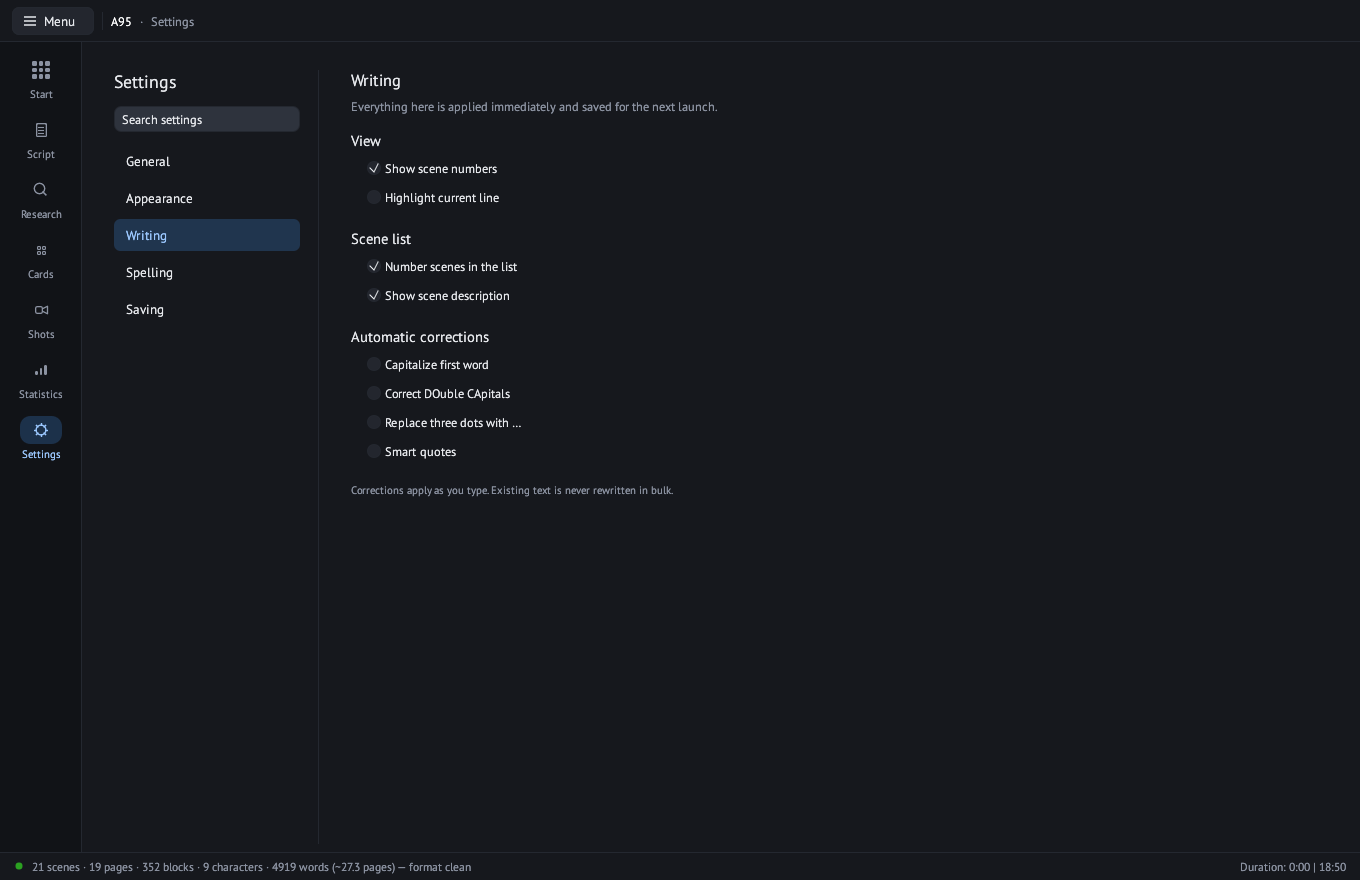 Menu
A95 · Settings
Start
Script
Research
Cards
Shots
Statistics
Settings
Settings
Search settings
General
Appearance
Writing
Spelling
Saving
Writing
Everything here is applied immediately and saved for the next launch.
View
Show scene numbers
Highlight current line
Scene list
Number scenes in the list
Show scene description
Automatic corrections
Capitalize first word
Correct DOuble CApitals
Replace three dots with …
Smart quotes
Corrections apply as you type. Existing text is never rewritten in bulk.
21 scenes · 19 pages · 352 blocks · 9 characters · 4919 words (~27.3 pages) — format clean
Duration: 0:00 | 18:50